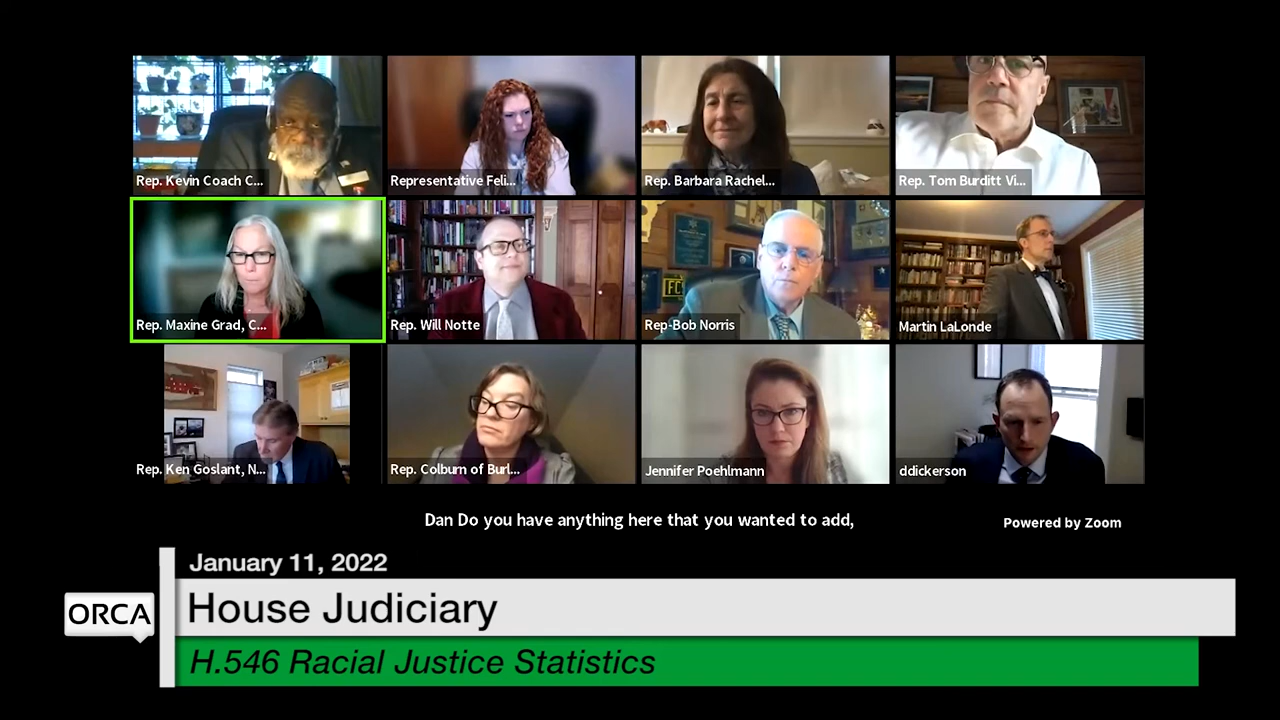 Rep. Kevin Coach C...
Representative Feli...
Rep. Barbara Rachel...
Rep. Tom Burditt Vi...
Rep. Maxine Grad, C...
Rep. Will Notte
Rep-Bob Norris
Martin LaLonde
Rep. Ken Goslant, N...
Rep. Colburn of Burl...
Jennifer Poehlmann
ddickerson
Dan Do you have anything here that you wanted to add,
Powered by Zoom
January 11, 2022
ORCA
House Judiciary
H.546 Racial Justice Statistics